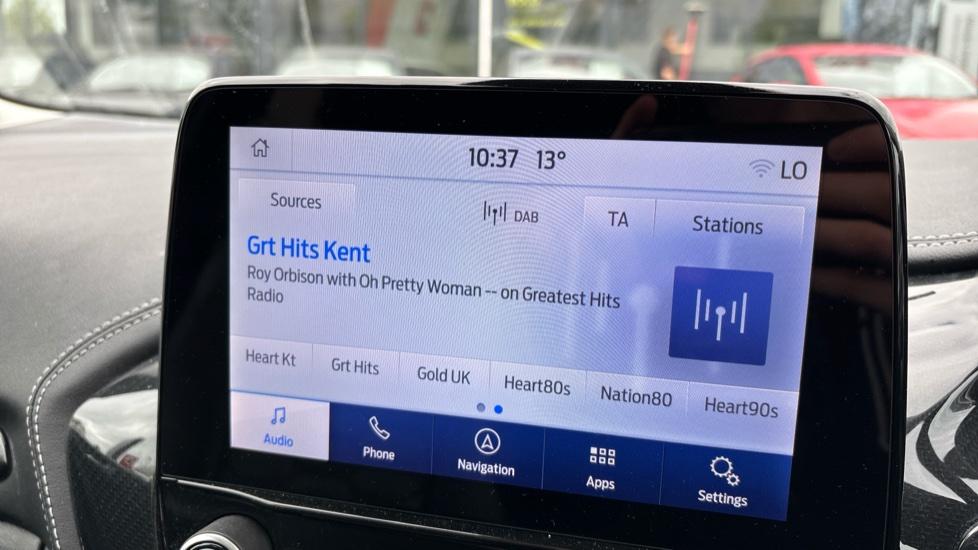 10:37 13° LO
Sources DAB TA Stations
Grt Hits Kent
Roy Orbison with Oh Pretty Woman -- on Greatest Hits
Radio
Heart Kt Grt Hits Gold UK Heart80s Nation80 Heart90s
Audio Phone Navigation Apps Settings